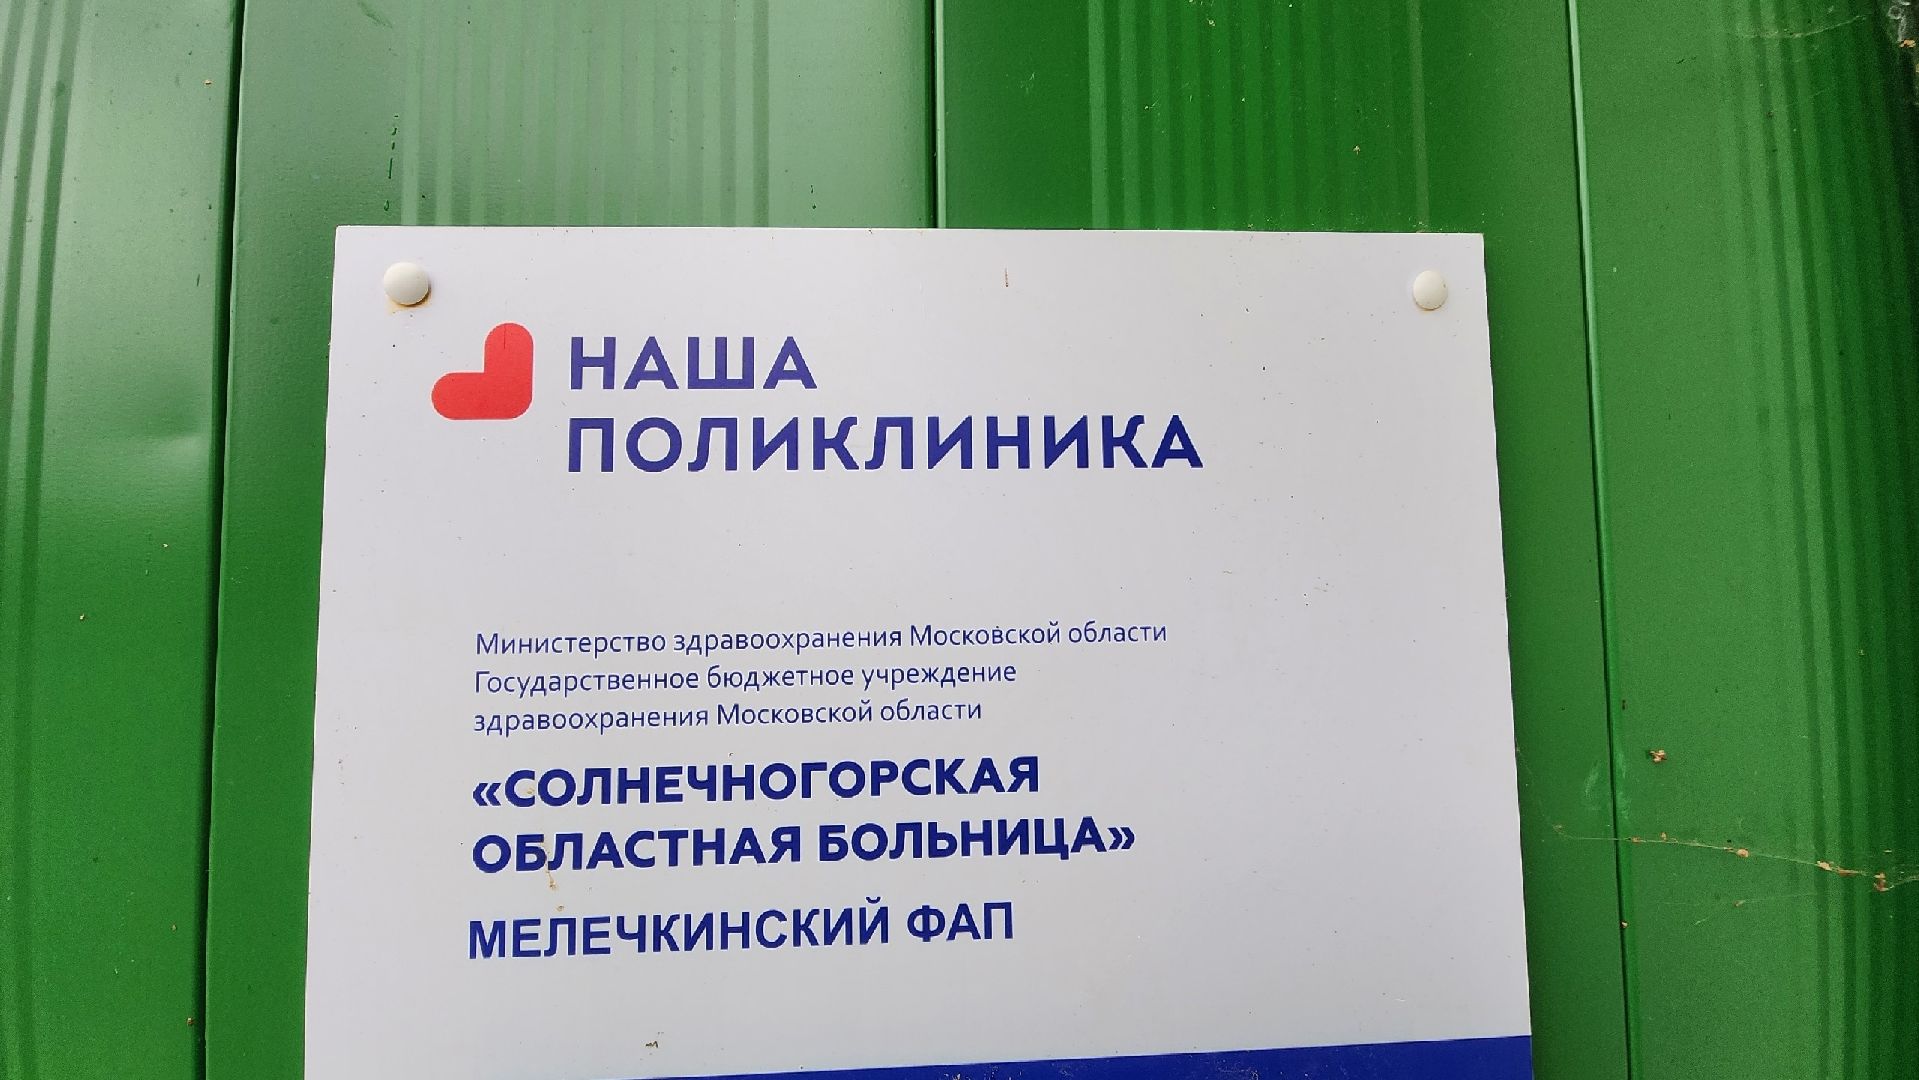 НАША
ПОЛИКЛИНИКА
Министерство здравоохранения Московской области
Государственное бюджетное учреждение
здравоохранения Московской области
«СОЛНЕЧНОГОРСКАЯ
ОБЛАСТНАЯ БОЛЬНИЦА»
МЕЛЕЧКИНСКИЙ ФАП